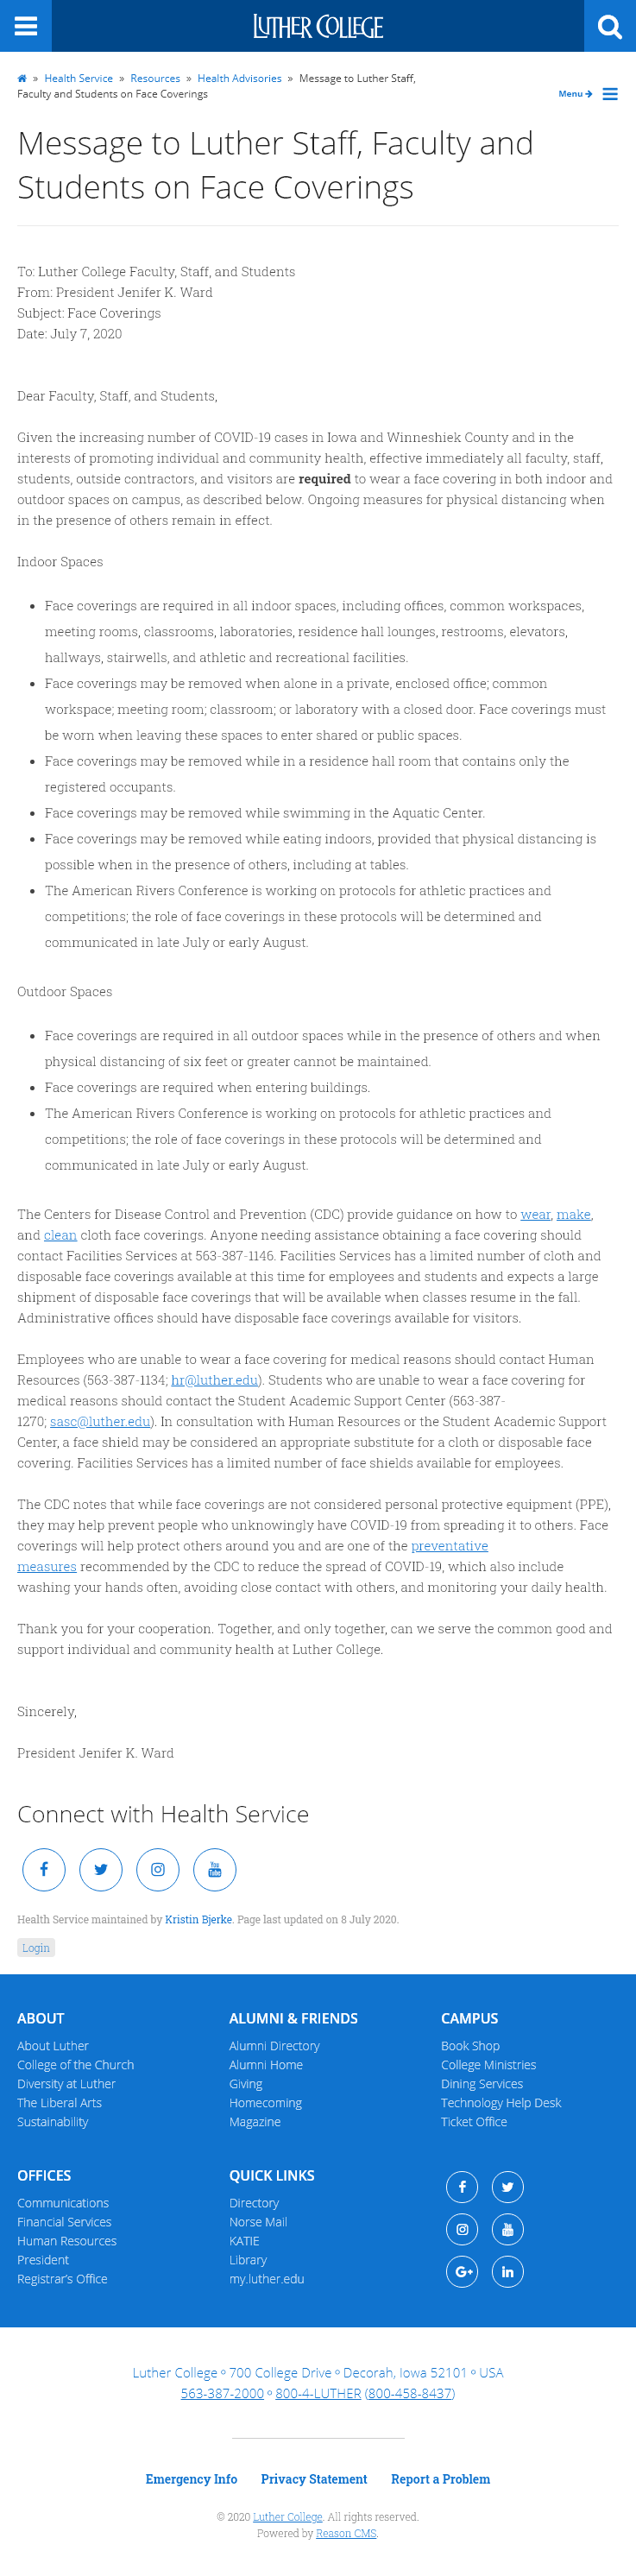 LUTHER COLLEGE
» Health Service » Resources » Health Advisories » Message to Luther Staff,
Faculty and Students on Face Coverings
Menu
Message to Luther Staff, Faculty and
Students on Face Coverings
To: Luther College Faculty, Staff, and Students
From: President Jenifer K. Ward
Subject: Face Coverings
Date: July 7, 2020
Dear Faculty, Staff, and Students,
Given the increasing number of COVID-19 cases in Iowa and Winneshiek County and in the
interests of promoting individual and community health, effective immediately all faculty, staff,
students, outside contractors, and visitors are required to wear a face covering in both indoor and
outdoor spaces on campus, as described below. Ongoing measures for physical distancing when
in the presence of others remain in effect.
Indoor Spaces
• Face coverings are required in all indoor spaces, including offices, common workspaces,
meeting rooms, classrooms, laboratories, residence hall lounges, restrooms, elevators,
hallways, stairwells, and athletic and recreational facilities.
• Face coverings may be removed when alone in a private, enclosed office; common
workspace; meeting room; classroom; or laboratory with a closed door. Face coverings must
be worn when leaving these spaces to enter shared or public spaces.
• Face coverings may be removed while in a residence hall room that contains only the
registered occupants.
• Face coverings may be removed while swimming in the Aquatic Center.
• Face coverings may be removed while eating indoors, provided that physical distancing is
possible when in the presence of others, including at tables.
• The American Rivers Conference is working on protocols for athletic practices and
competitions; the role of face coverings in these protocols will be determined and
communicated in late July or early August.
Outdoor Spaces
• Face coverings are required in all outdoor spaces while in the presence of others and when
physical distancing of six feet or greater cannot be maintained.
• Face coverings are required when entering buildings.
• The American Rivers Conference is working on protocols for athletic practices and
competitions; the role of face coverings in these protocols will be determined and
communicated in late July or early August.
The Centers for Disease Control and Prevention (CDC) provide guidance on how to wear, make,
and clean cloth face coverings. Anyone needing assistance obtaining a face covering should
contact Facilities Services at 563-387-1146. Facilities Services has a limited number of cloth and
disposable face coverings available at this time for employees and students and expects a large
shipment of disposable face coverings that will be available when classes resume in the fall.
Administrative offices should have disposable face coverings available for visitors.
Employees who are unable to wear a face covering for medical reasons should contact Human
Resources (563-387-1134; hr@luther.edu). Students who are unable to wear a face covering for
medical reasons should contact the Student Academic Support Center (563-387-
1270; sasc@luther.edu). In consultation with Human Resources or the Student Academic Support
Center, a face shield may be considered an appropriate substitute for a cloth or disposable face
covering. Facilities Services has a limited number of face shields available for employees.
The CDC notes that while face coverings are not considered personal protective equipment (PPE),
they may help prevent people who unknowingly have COVID-19 from spreading it to others. Face
coverings will help protect others around you and are one of the preventative
measures recommended by the CDC to reduce the spread of COVID-19, which also include
washing your hands often, avoiding close contact with others, and monitoring your daily health.
Thank you for your cooperation. Together, and only together, can we serve the common good and
support individual and community health at Luther College.
Sincerely,
President Jenifer K. Ward
Connect with Health Service
Health Service maintained by Kristin Bjerke. Page last updated on 8 July 2020.
Login
ABOUT
About Luther
College of the Church
Diversity at Luther
The Liberal Arts
Sustainability
ALUMNI & FRIENDS
Alumni Directory
Alumni Home
Giving
Homecoming
Magazine
CAMPUS
Book Shop
College Ministries
Dining Services
Technology Help Desk
Ticket Office
OFFICES
Communications
Financial Services
Human Resources
President
Registrar's Office
QUICK LINKS
Directory
Norse Mail
KATIE
Library
my.luther.edu
Luther College º 700 College Drive º Decorah, Iowa 52101 º USA
563-387-2000 º 800-4-LUTHER (800-458-8437)
Emergency Info Privacy Statement Report a Problem
© 2020 Luther College. All rights reserved.
Powered by Reason CMS.